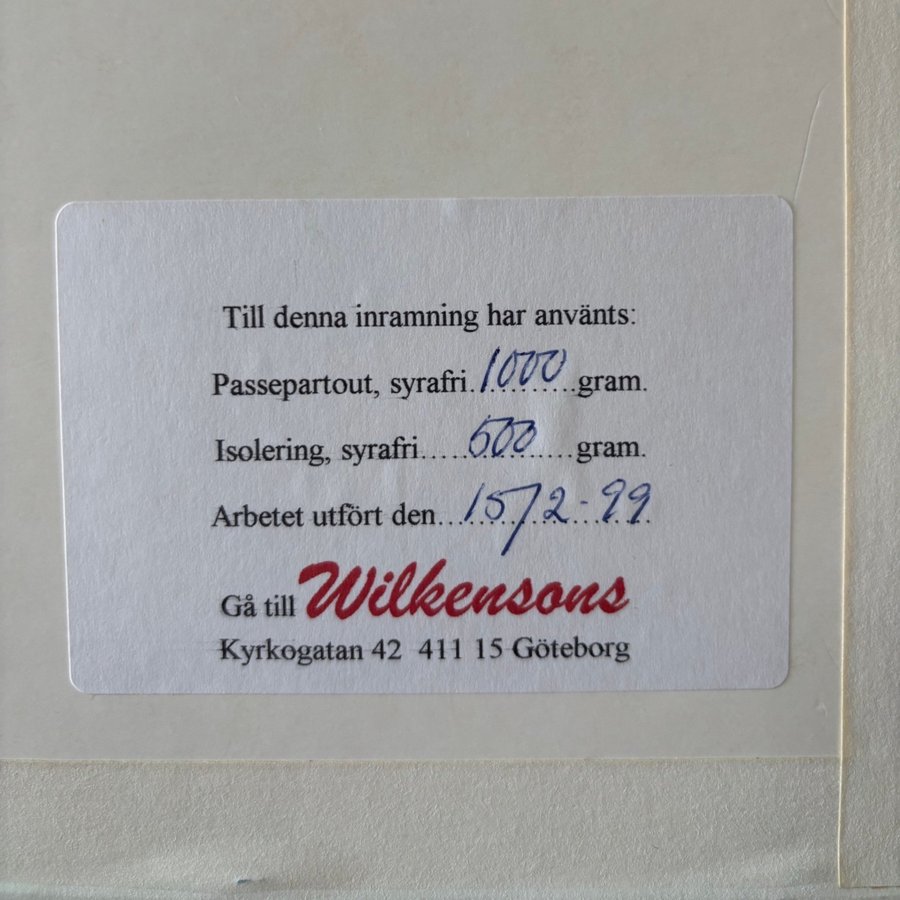 Till denna inramning har använts:
Passepartout, syrafri.1000.gram.
Isolering, syrafri.....500....gram.
Arbetet utfört den...15/2-99.
Gå till Wilkensons
Kyrkogatan 42 411 15 Göteborg